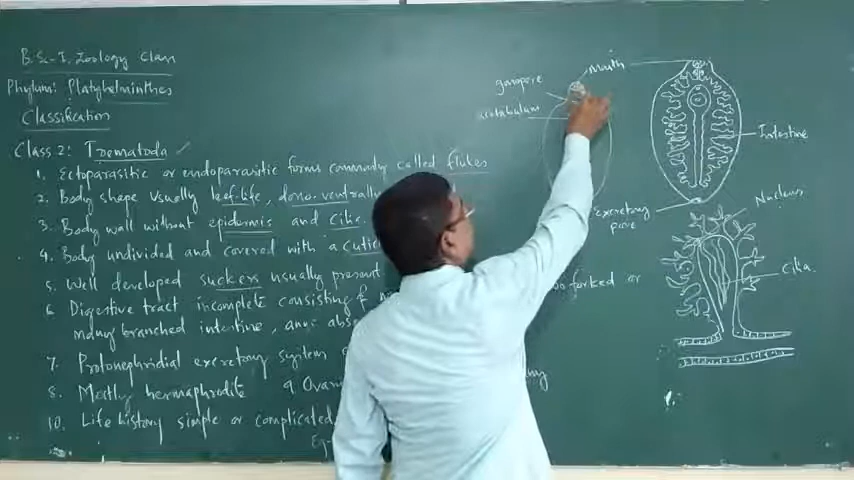 B.Sc-I. Zoology Class
Phylum: Platyhelminthes
Classification
Class 2: Trematoda
1. Ectoparasitic or endoparasitic forms commonly called flukes
2. Body shape usually leaf-like, dorso-ventrally
3. Body wall without epidermis and Cilia
4. Body undivided and covered with a cuticle
5. Well developed suckers usually present
6. Digestive tract incomplete consisting of
forked or
many branched intestine, anus absent
7. Protonephridial excretory system
8. Mostly hermaphrodite 9. Ovary
10. Life history simple or complicated
Eg-
Mouth
gonopore
acetabulum
Intestine
excretory
pore
Nucleus
Cilia.